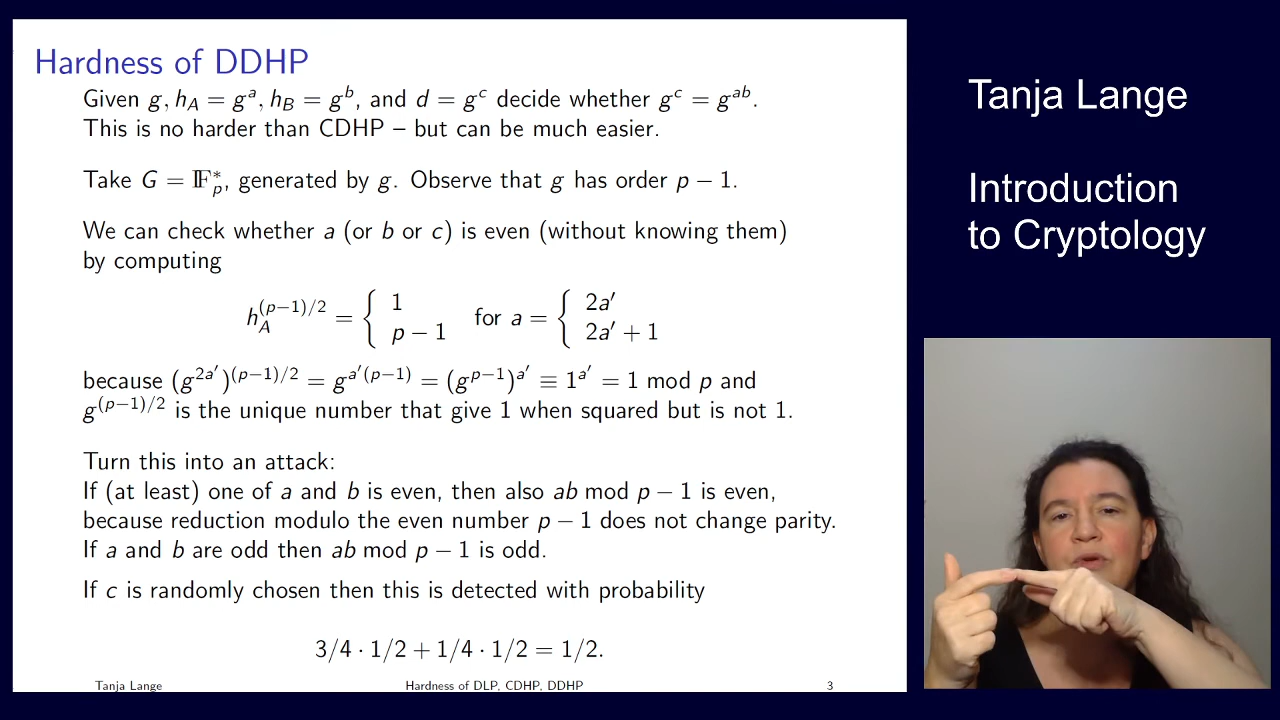 Hardness of DDHP
Given g, h_A = g^a, h_B = g^b, and d = g^c decide whether g^c = g^{ab}.
This is no harder than CDHP – but can be much easier.
Take G = 𝔽_p^*, generated by g. Observe that g has order p − 1.
We can check whether a (or b or c) is even (without knowing them)
by computing
h_A^{(p−1)/2} = { 1 for a = { 2a′
p − 1 2a′ + 1
because (g^{2a′})^{(p−1)/2} = g^{a′(p−1)} = (g^{p−1})^{a′} ≡ 1^{a′} = 1 mod p and
g^{(p−1)/2} is the unique number that give 1 when squared but is not 1.
Turn this into an attack:
If (at least) one of a and b is even, then also ab mod p − 1 is even,
because reduction modulo the even number p − 1 does not change parity.
If a and b are odd then ab mod p − 1 is odd.
If c is randomly chosen then this is detected with probability
3/4 · 1/2 + 1/4 · 1/2 = 1/2.
Tanja Lange Hardness of DLP, CDHP, DDHP 3
Tanja Lange
Introduction
to Cryptology